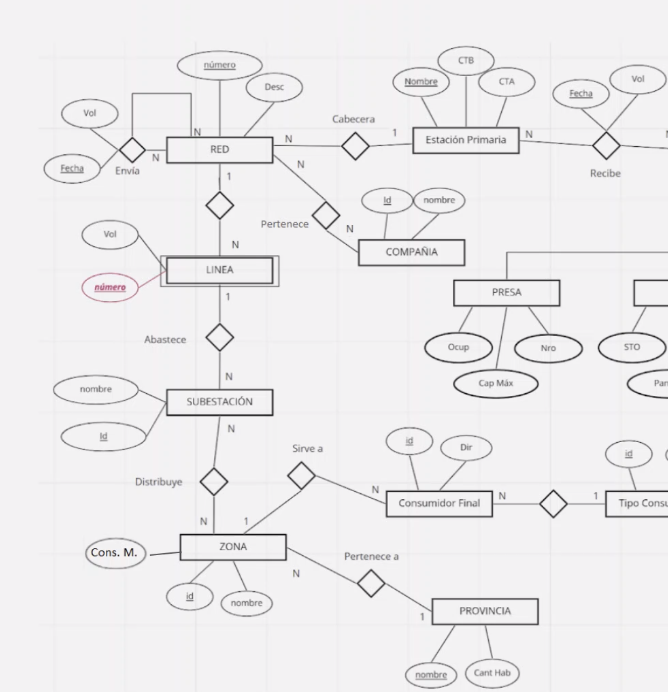 número
Desc
Vol
Fecha
Envía
N
N
RED
N
Cabecera
1
Nombre
CTB
CTA
Estación Primaria
N
Fecha
Vol
Recibe
1
N
Pertenece
N
Id
nombre
COMPAÑIA
Vol
número
N
LINEA
1
PRESA
Ocup
Cap Máx
Nro
STO
Abastece
N
nombre
Id
SUBESTACIÓN
N
Distribuye
N
Sirve a
1
N
id
Dir
Consumidor Final
N
1
id
Tipo Consu
Cons. M.
ZONA
id
nombre
N
Pertenece a
1
PROVINCIA
nombre
Cant Hab